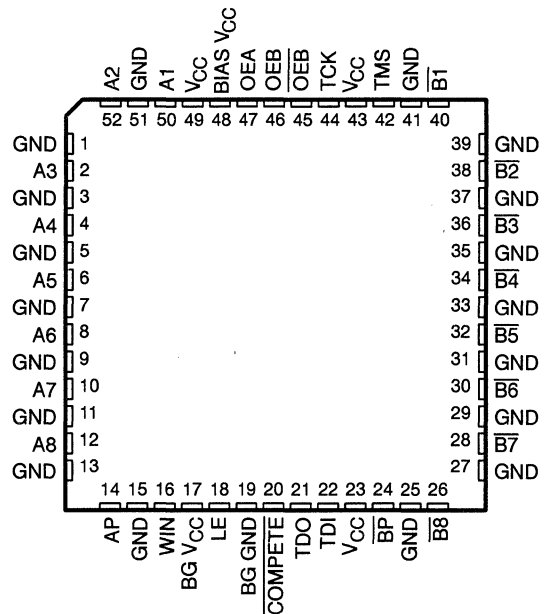 A2 GND A1 VCC BIAS VCC OEA OEB OEB TCK VCC TMS GND B1
52 51 50 49 48 47 46 45 44 43 42 41 40
GND 1 39 GND
A3 2 38 B2
GND 3 37 GND
A4 4 36 B3
GND 5 35 GND
A5 6 34 B4
GND 7 33 GND
A6 8 32 B5
GND 9 31 GND
A7 10 30 B6
GND 11 29 GND
A8 12 28 B7
GND 13 27 GND
14 15 16 17 18 19 20 21 22 23 24 25 26
AP GND WIN BG VCC LE BG GND COMPETE TDO TDI VCC BP GND B8